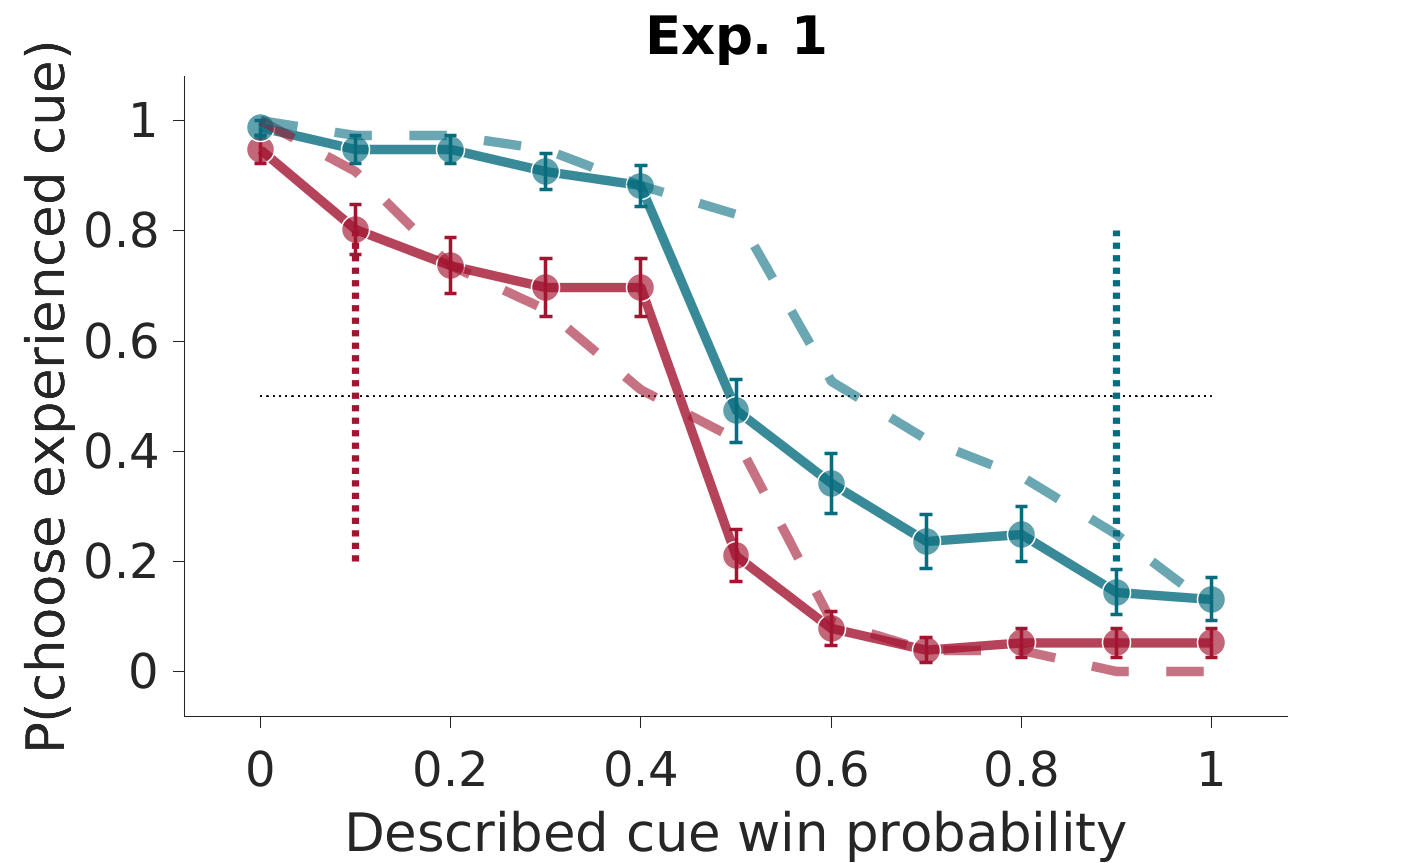 Exp. 1
P(choose experienced cue)
1
0.8
0.6
0.4
0.2
0
0 0.2 0.4 0.6 0.8 1
Described cue win probability